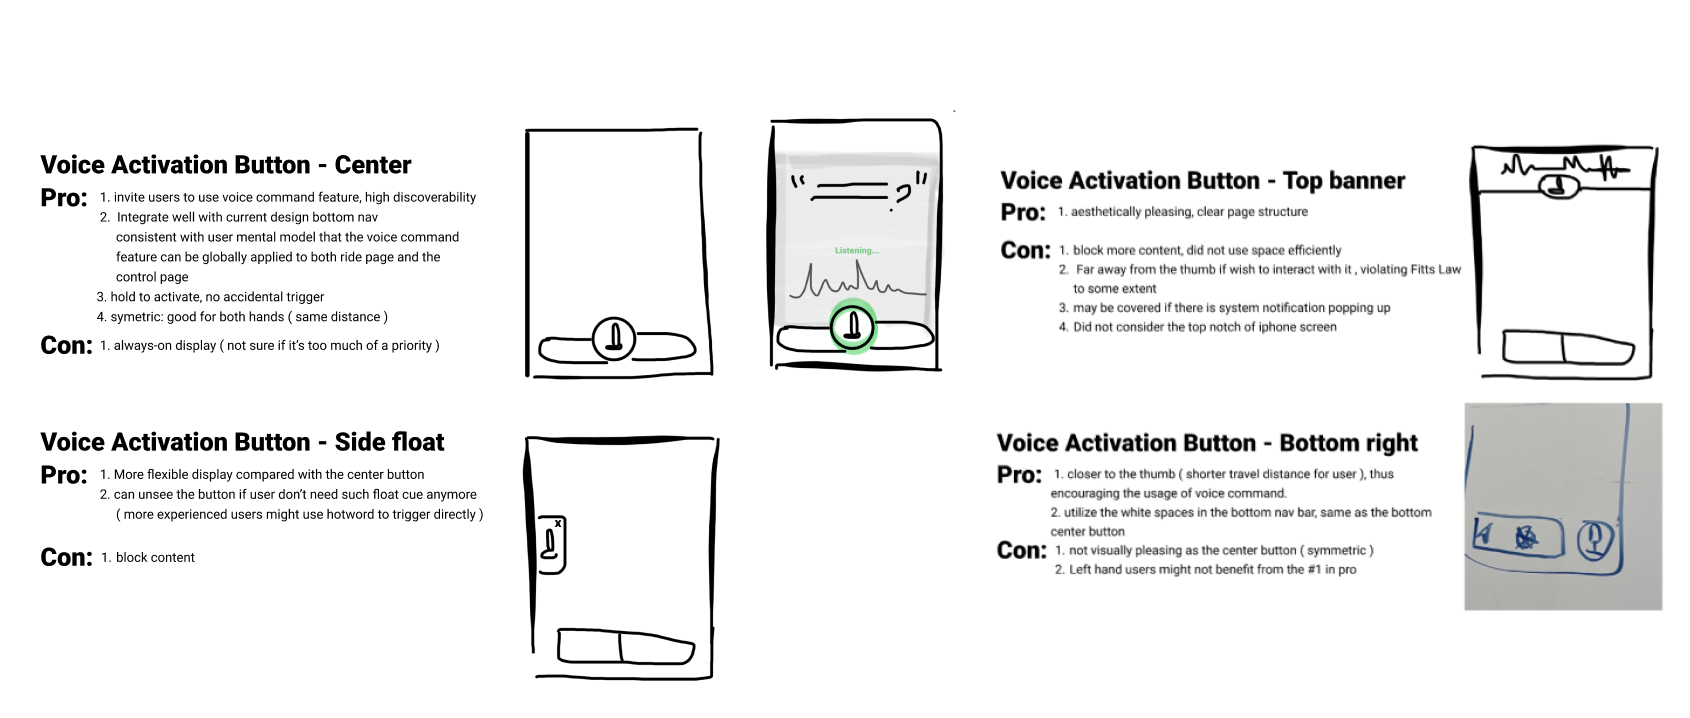 Voice Activation Button - Center
Pro: 1. invite users to use voice command feature, high discoverability
2. Integrate well with current design bottom nav
consistent with user mental model that the voice command
feature can be globally applied to both ride page and the
control page
3. hold to activate, no accidental trigger
4. symetric: good for both hands ( same distance )
Con: 1. always-on display ( not sure if it's too much of a priority )
" ?"
Listening...
Voice Activation Button - Top banner
Pro: 1. aesthetically pleasing, clear page structure
Con: 1. block more content, did not use space efficiently
2. Far away from the thumb if wish to interact with it , violating Fitts Law
to some extent
3. may be covered if there is system notification popping up
4. Did not consider the top notch of iphone screen
Voice Activation Button - Side float
Pro: 1. More flexible display compared with the center button
2. can unsee the button if user don't need such float cue anymore
( more experienced users might use hotword to trigger directly )
Con: 1. block content
x
Voice Activation Button - Bottom right
Pro: 1. closer to the thumb ( shorter travel distance for user ), thus
encouraging the usage of voice command.
2. utilize the white spaces in the bottom nav bar, same as the bottom
center button
Con: 1. not visually pleasing as the center button ( symmetric )
2. Left hand users might not benefit from the #1 in pro